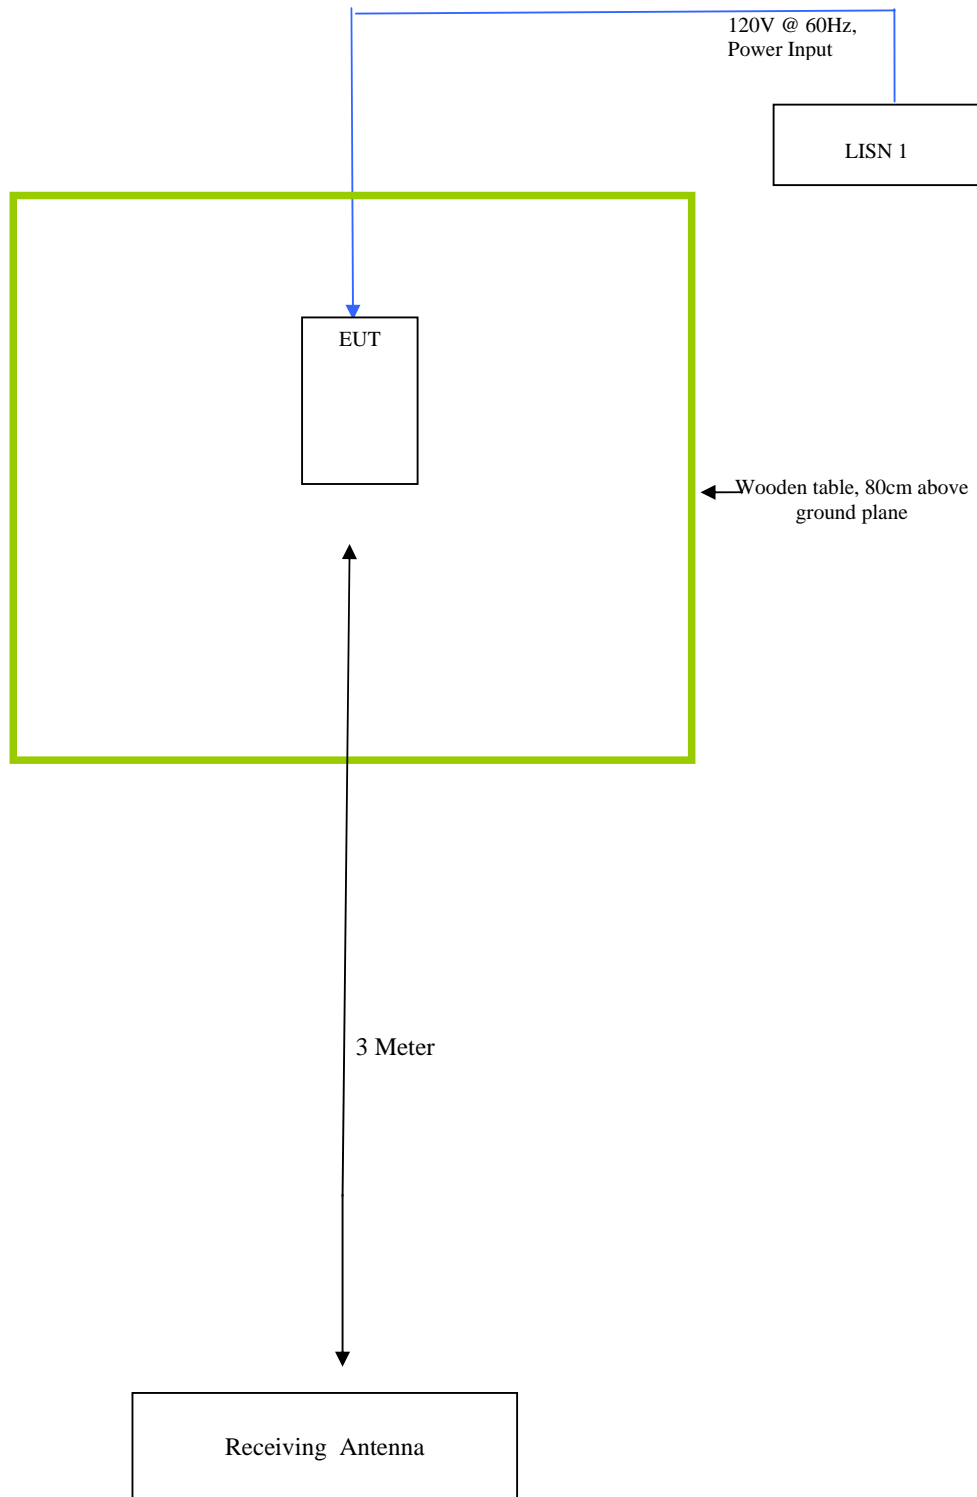 120V @ 60Hz,
Power Input
LISN 1
EUT
Wooden table, 80cm above
ground plane
3 Meter
Receiving Antenna